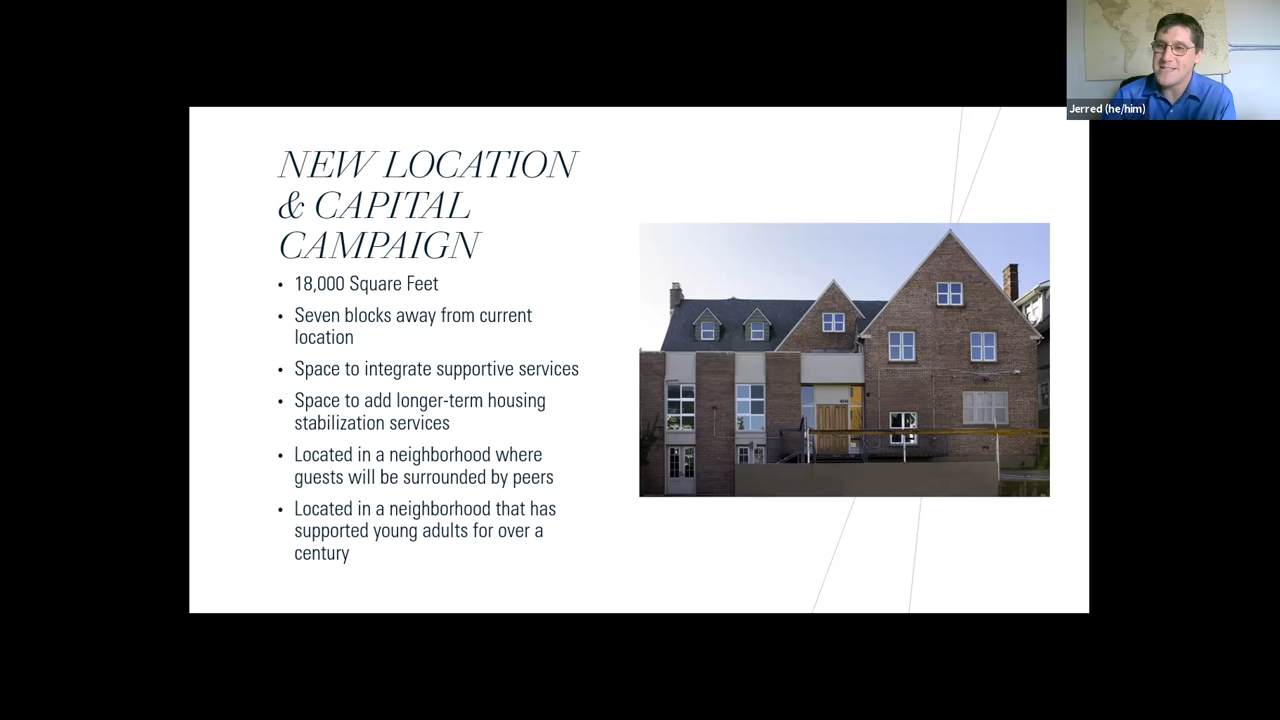 Jerred (he/him)
NEW LOCATION
& CAPITAL
CAMPAIGN
• 18,000 Square Feet
• Seven blocks away from current
location
• Space to integrate supportive services
• Space to add longer-term housing
stabilization services
• Located in a neighborhood where
guests will be surrounded by peers
• Located in a neighborhood that has
supported young adults for over a
century